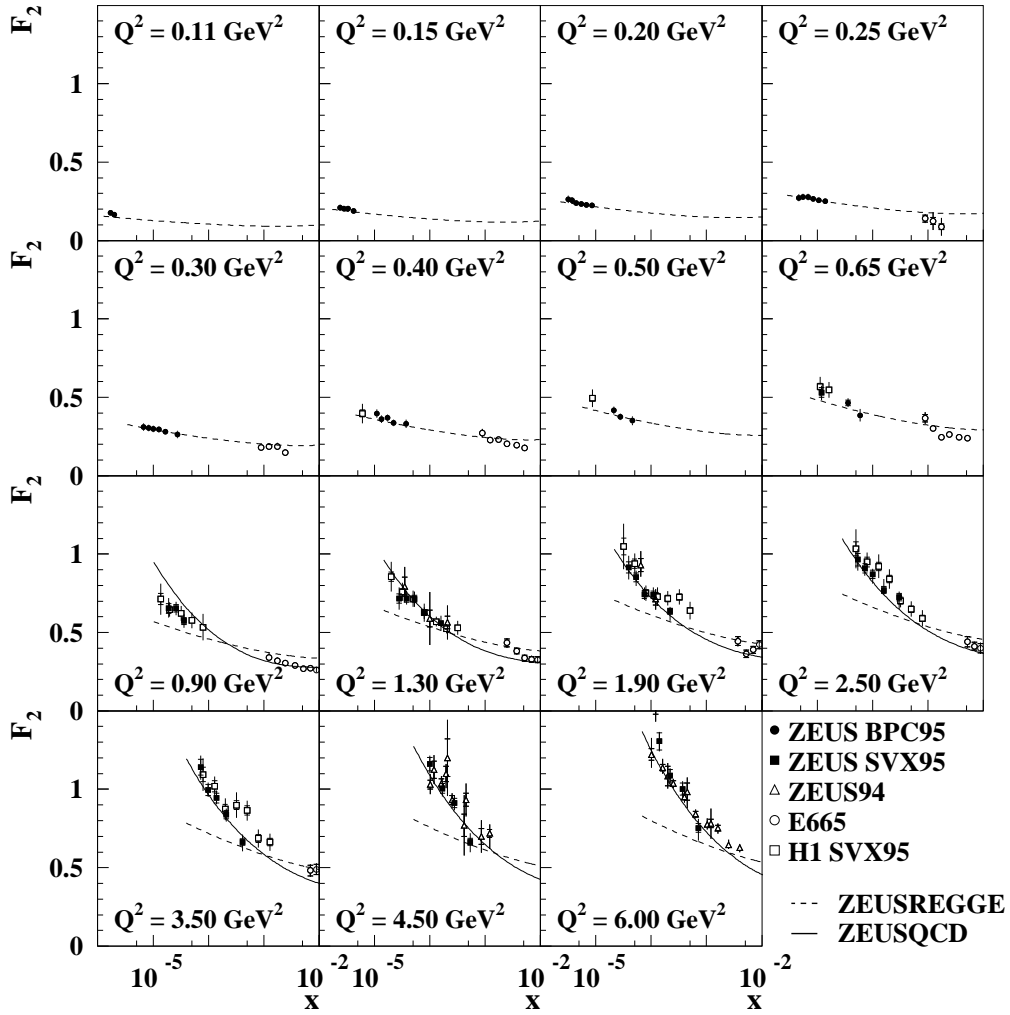 F₂
Q² = 0.11 GeV²
Q² = 0.15 GeV²
Q² = 0.20 GeV²
Q² = 0.25 GeV²
1
0.5
0
F₂
Q² = 0.30 GeV²
Q² = 0.40 GeV²
Q² = 0.50 GeV²
Q² = 0.65 GeV²
1
0.5
0
F₂
1
0.5
Q² = 0.90 GeV²
Q² = 1.30 GeV²
Q² = 1.90 GeV²
Q² = 2.50 GeV²
0
F₂
ZEUS BPC95
ZEUS SVX95
ZEUS94
E665
H1 SVX95
ZEUSREGGE
ZEUSQCD
1
0.5
Q² = 3.50 GeV²
Q² = 4.50 GeV²
Q² = 6.00 GeV²
0
10⁻⁵ 10⁻² 10⁻⁵ 10⁻² 10⁻⁵ 10⁻²
x x x